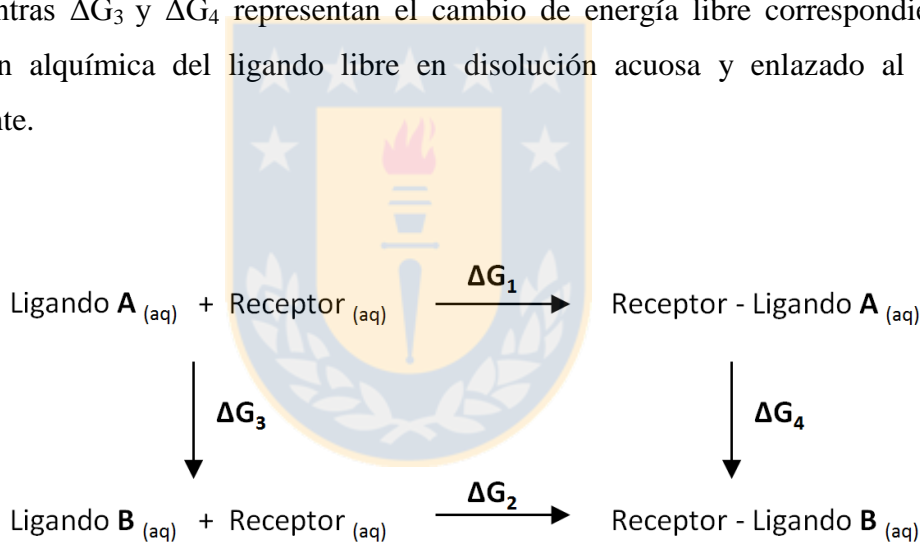 ntras ΔG₃ y ΔG₄ representan el cambio de energía libre correspondie
n alquímica del ligando libre en disolución acuosa y enlazado al
nte.
ΔG₁
Ligando A (aq) + Receptor (aq) Receptor - Ligando A (aq)
ΔG₃ ΔG₄
ΔG₂
Ligando B (aq) + Receptor (aq) Receptor - Ligando B (aq)